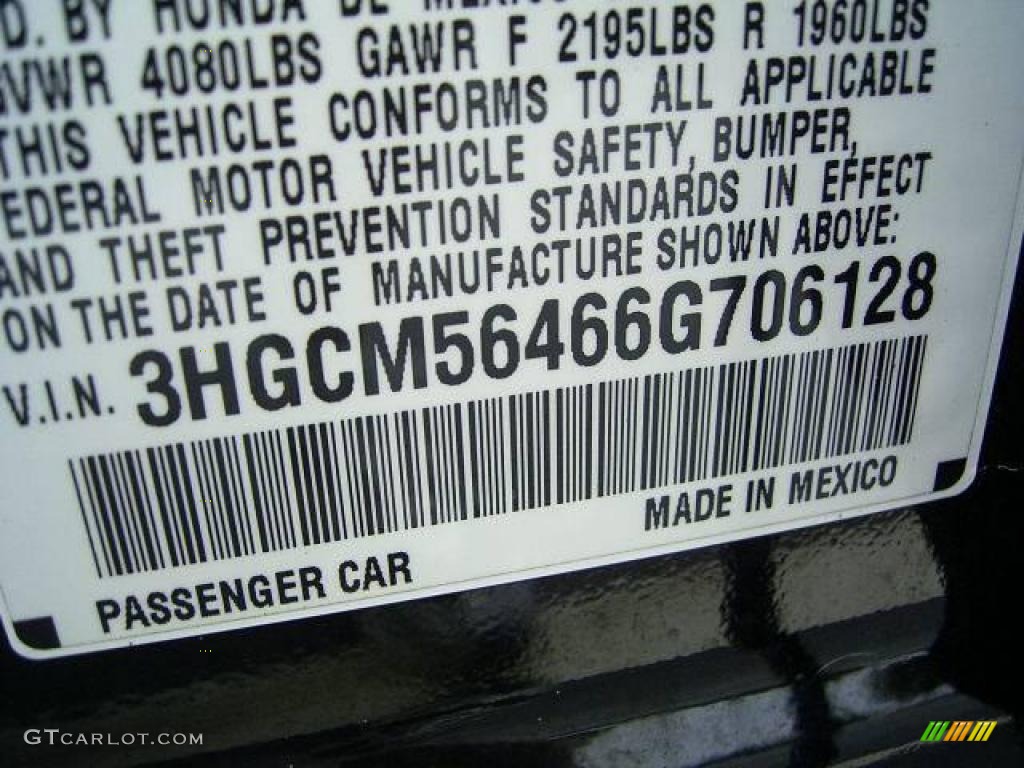 D. BY HONDA DE MEXICO
GVWR 4080LBS GAWR F 2195LBS R 1960LBS
THIS VEHICLE CONFORMS TO ALL APPLICABLE
FEDERAL MOTOR VEHICLE SAFETY, BUMPER,
AND THEFT PREVENTION STANDARDS IN EFFECT
ON THE DATE OF MANUFACTURE SHOWN ABOVE:
V.I.N. 3HGCM56466G706128
PASSENGER CAR MADE IN MEXICO
GTCARLOT.COM